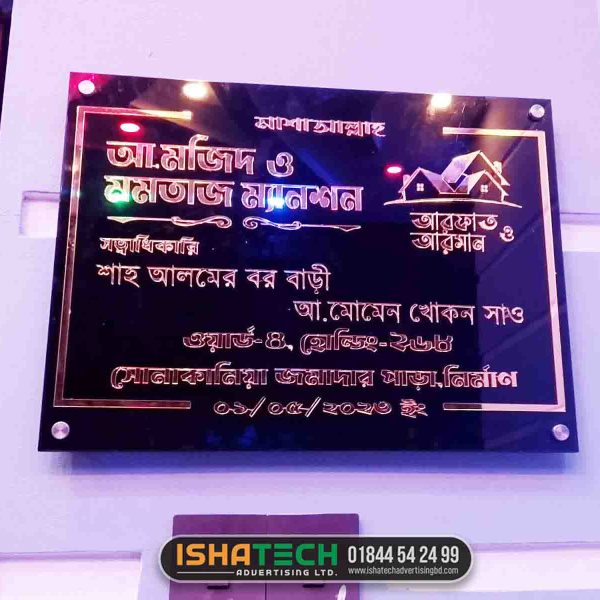 মাশাআল্লাহ
আ.মজিদ ও
মমতাজ ম্যানশন
আরফাত ও
আরমান
সত্ত্বাধিকারি
শাহ আলমের বর বাড়ী
আ.মোমেন খোকন সাও
ওয়ার্ড-৪, হোল্ডিং-২৬৪
সোনাকানিয়া জমাদার পাড়া,নির্মাণ
০১/০৫/২০২৩ ইং
ISHATECH
ADVERTISING LTD.
01844 54 24 99
www.ishatechadvertisingbd.com